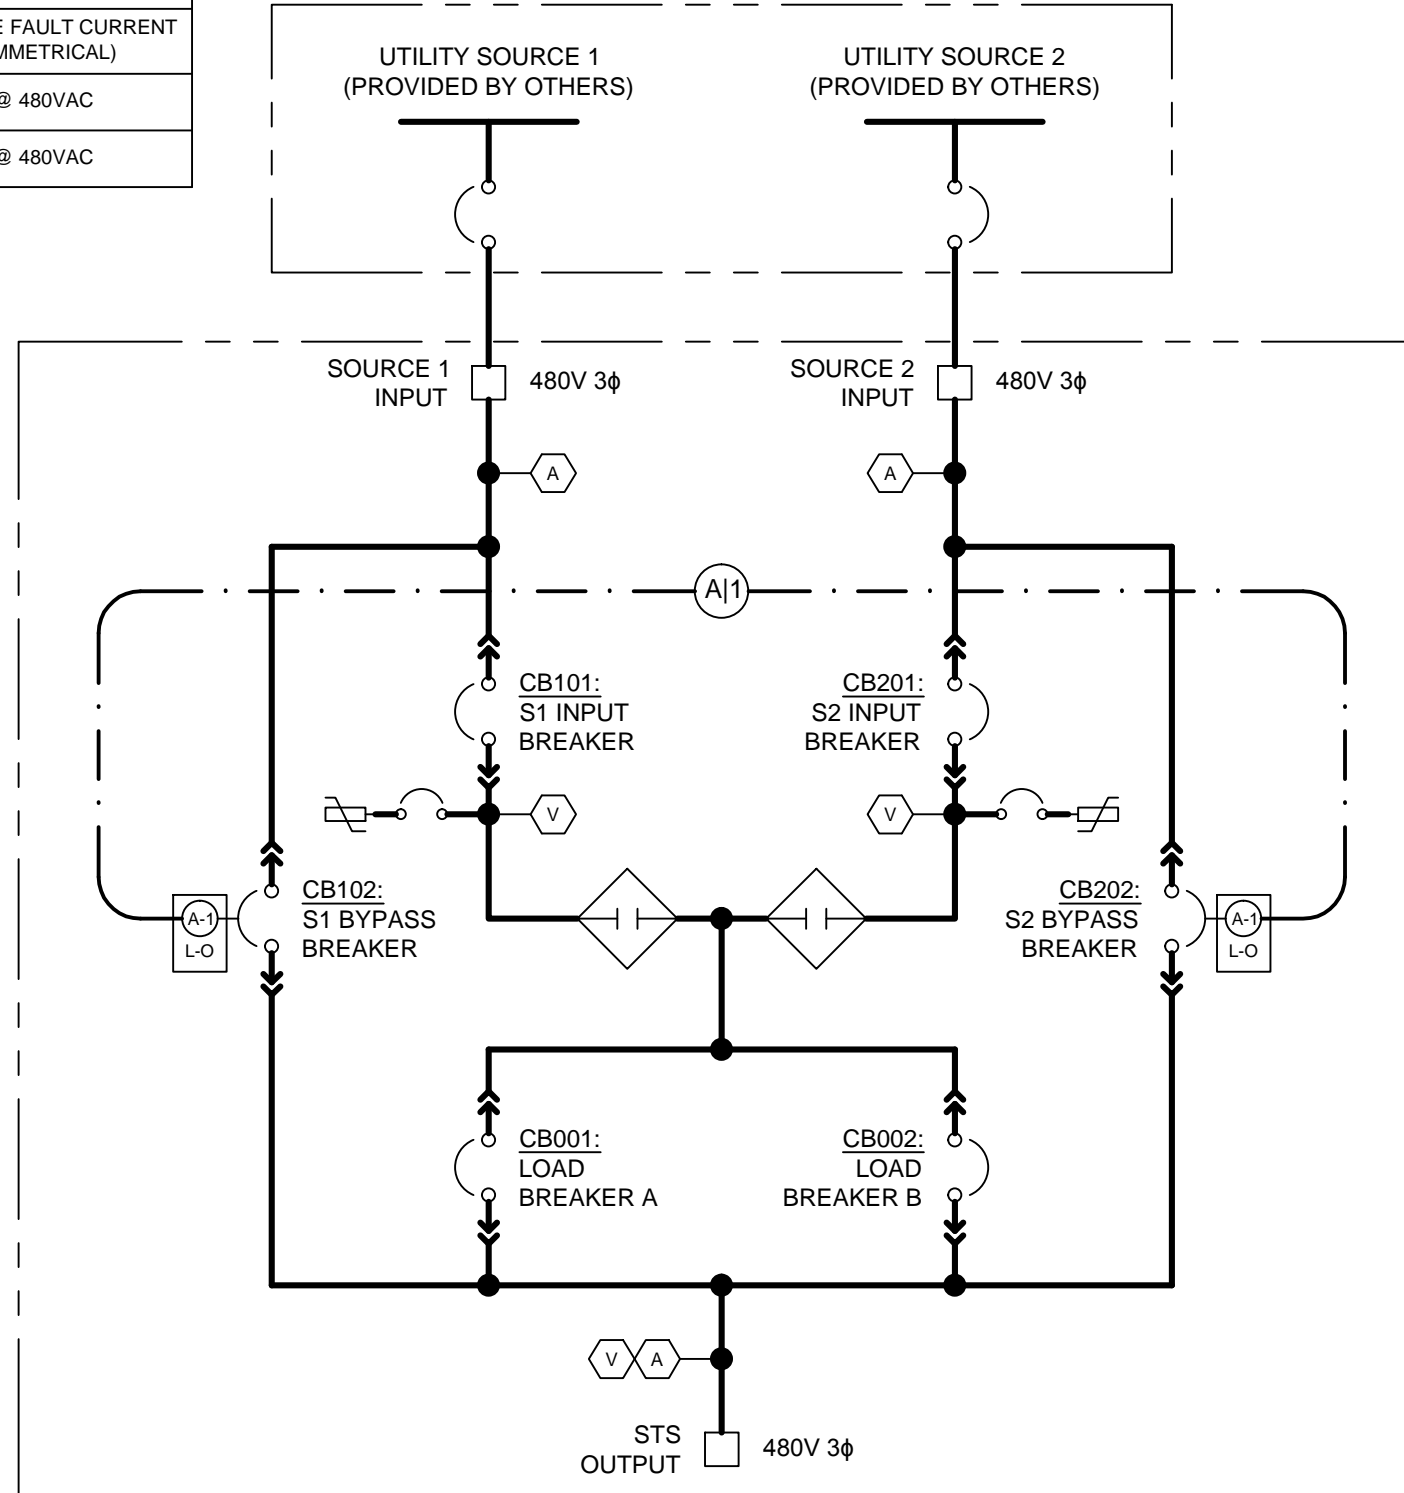 E FAULT CURRENT
MMETRICAL)
@ 480VAC
@ 480VAC
UTILITY SOURCE 1
(PROVIDED BY OTHERS)
UTILITY SOURCE 2
(PROVIDED BY OTHERS)
SOURCE 1
INPUT
480V 3ϕ
SOURCE 2
INPUT
480V 3ϕ
A
A
A|1
CB101:
S1 INPUT
BREAKER
CB201:
S2 INPUT
BREAKER
V
V
A-1
L-O
CB102:
S1 BYPASS
BREAKER
CB202:
S2 BYPASS
BREAKER
A-1
L-O
CB001:
LOAD
BREAKER A
CB002:
LOAD
BREAKER B
V
A
STS
OUTPUT
480V 3ϕ